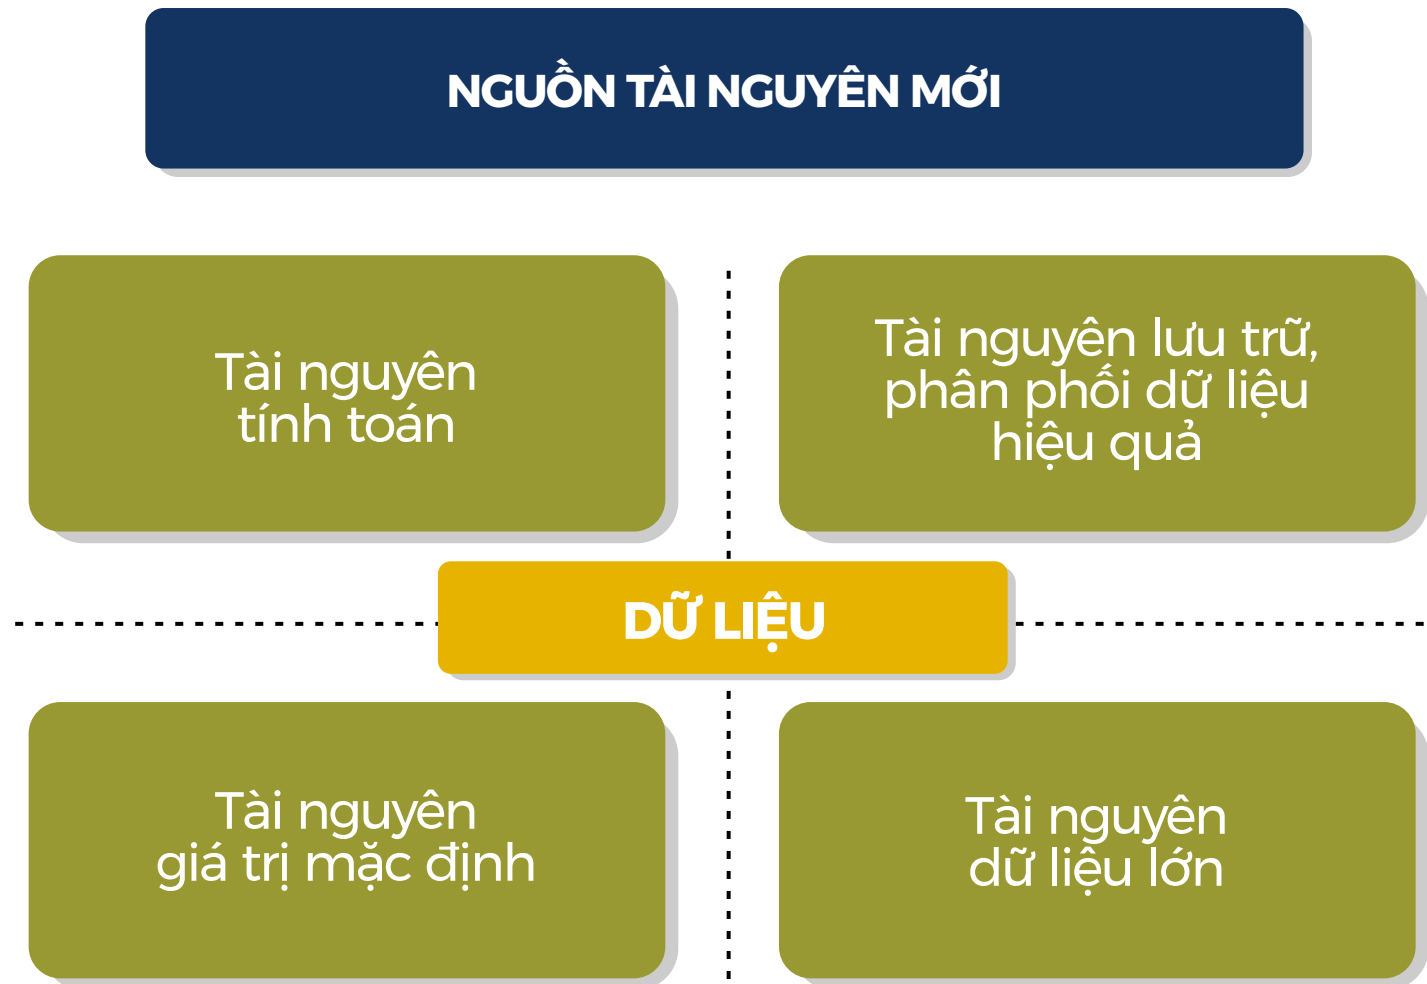 NGUỒN TÀI NGUYÊN MỚI
Tài nguyên
tính toán
Tài nguyên lưu trữ,
phân phối dữ liệu
hiệu quả
DỮ LIỆU
Tài nguyên
giá trị mặc định
Tài nguyên
dữ liệu lớn